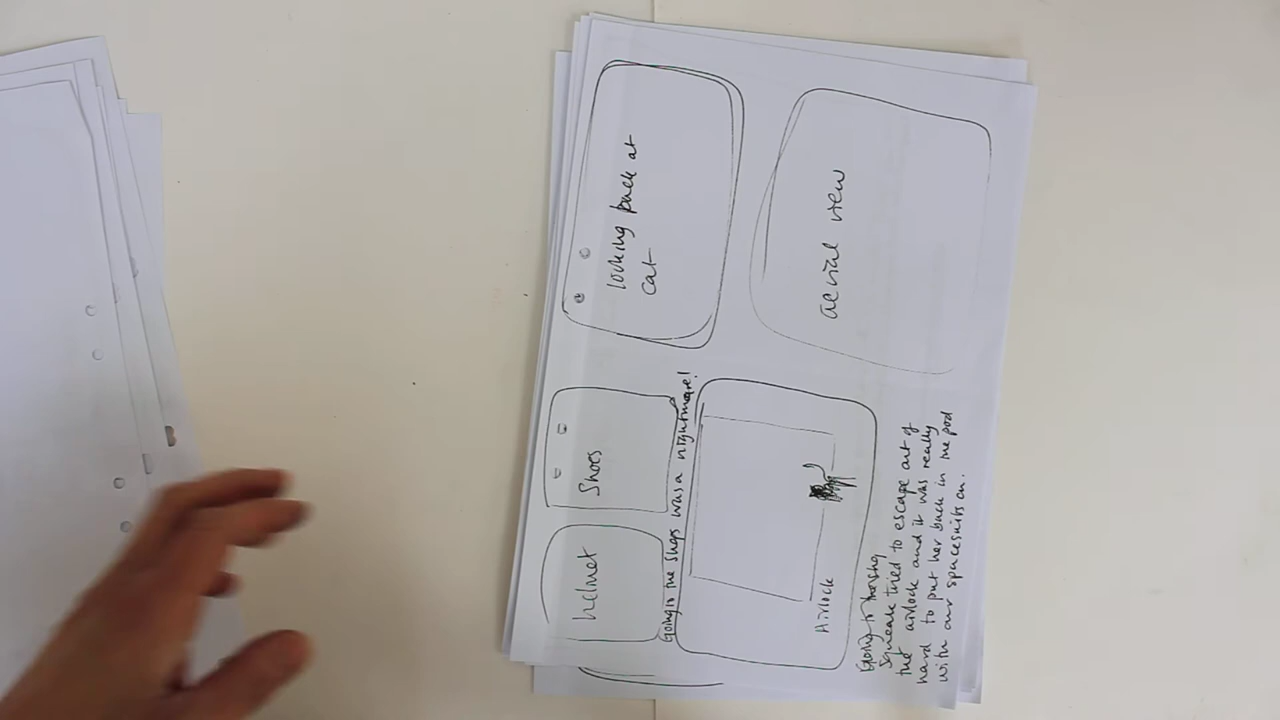 helmet
Shoes
looking back at
cat
Going to the shops was a nightmare!
Airlock
Going to
Squeak tried to escape out of
the airlock and it was really
hard to put her back in the pod
with our spacesuits on.
aerial view